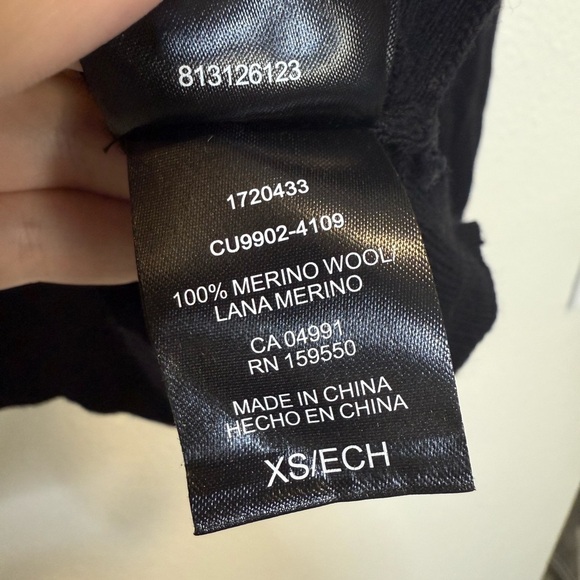 813126123
1720433
CU9902-4109
100% MERINO WOOL/
LANA MERINO
CA 04991
RN 159550
MADE IN CHINA
HECHO EN CHINA
XS/ECH